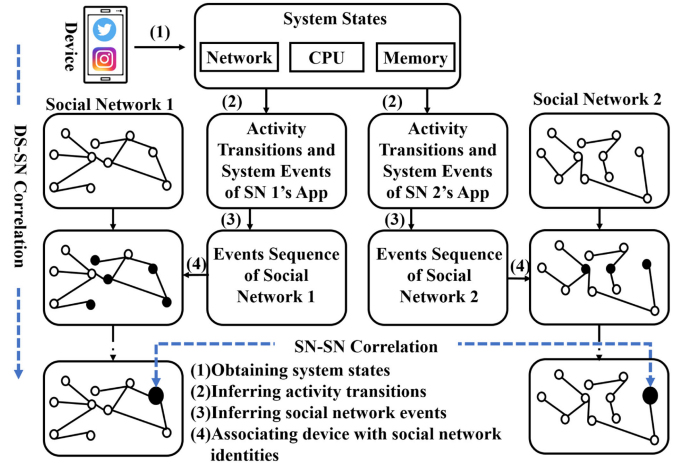 Device
(1)
System States
Network
CPU
Memory
DS-SN Correlation
Social Network 1
(2)
(2)
Social Network 2
Activity
Transitions and
System Events
of SN 1's App
Activity
Transitions and
System Events
of SN 2's App
(3)
(3)
Events Sequence
of Social
Network 1
(4)
Events Sequence
of Social
Network 2
(4)
SN-SN Correlation
(1)Obtaining system states
(2)Inferring activity transitions
(3)Inferring social network events
(4)Associating device with social network
identities